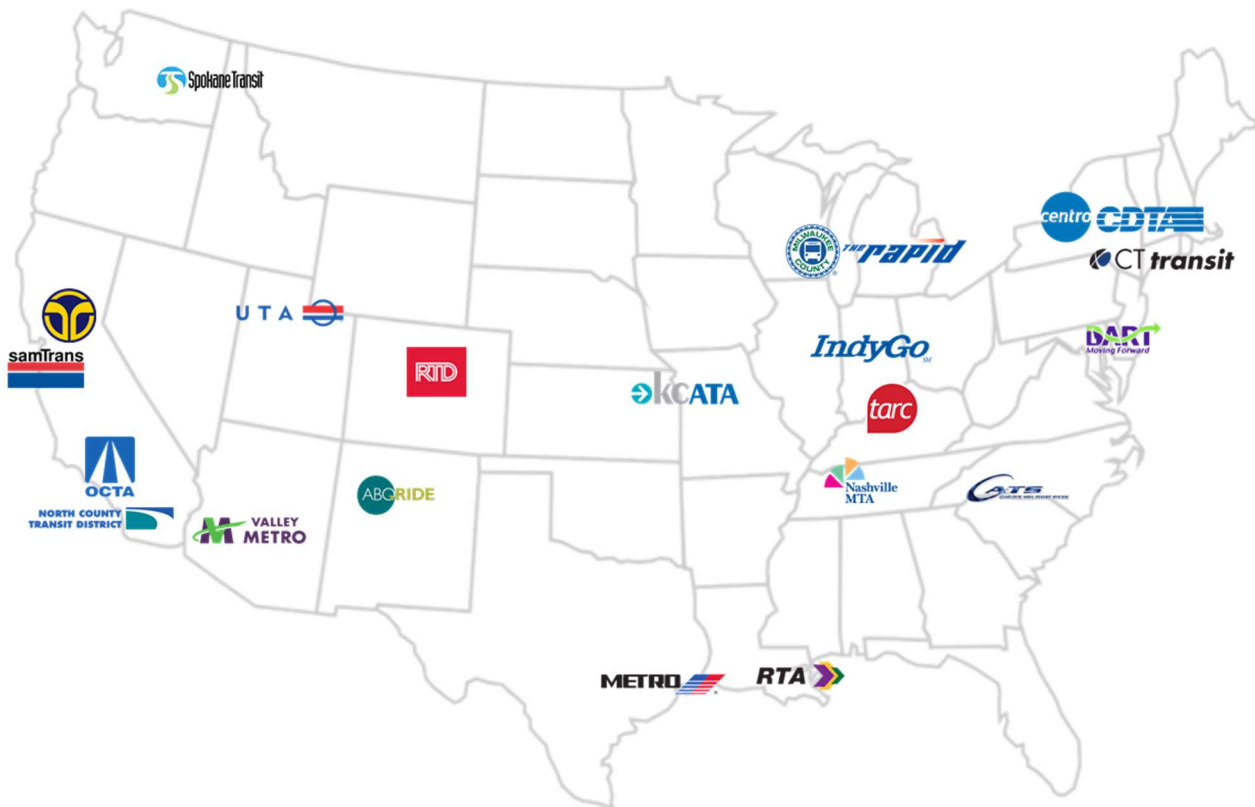 Spokane Transit
centro
CDTA
MILWAUKEE
COUNTY
THE rapid
CT transit
UTA
samTrans
IndyGo
SM
DART
Moving Forward
RTD
kcATA
tarc
OCTA
Nashville
MTA
ABQRIDE
CATS
NORTH COUNTY
TRANSIT DISTRICT
VALLEY
METRO
METRO
RTA